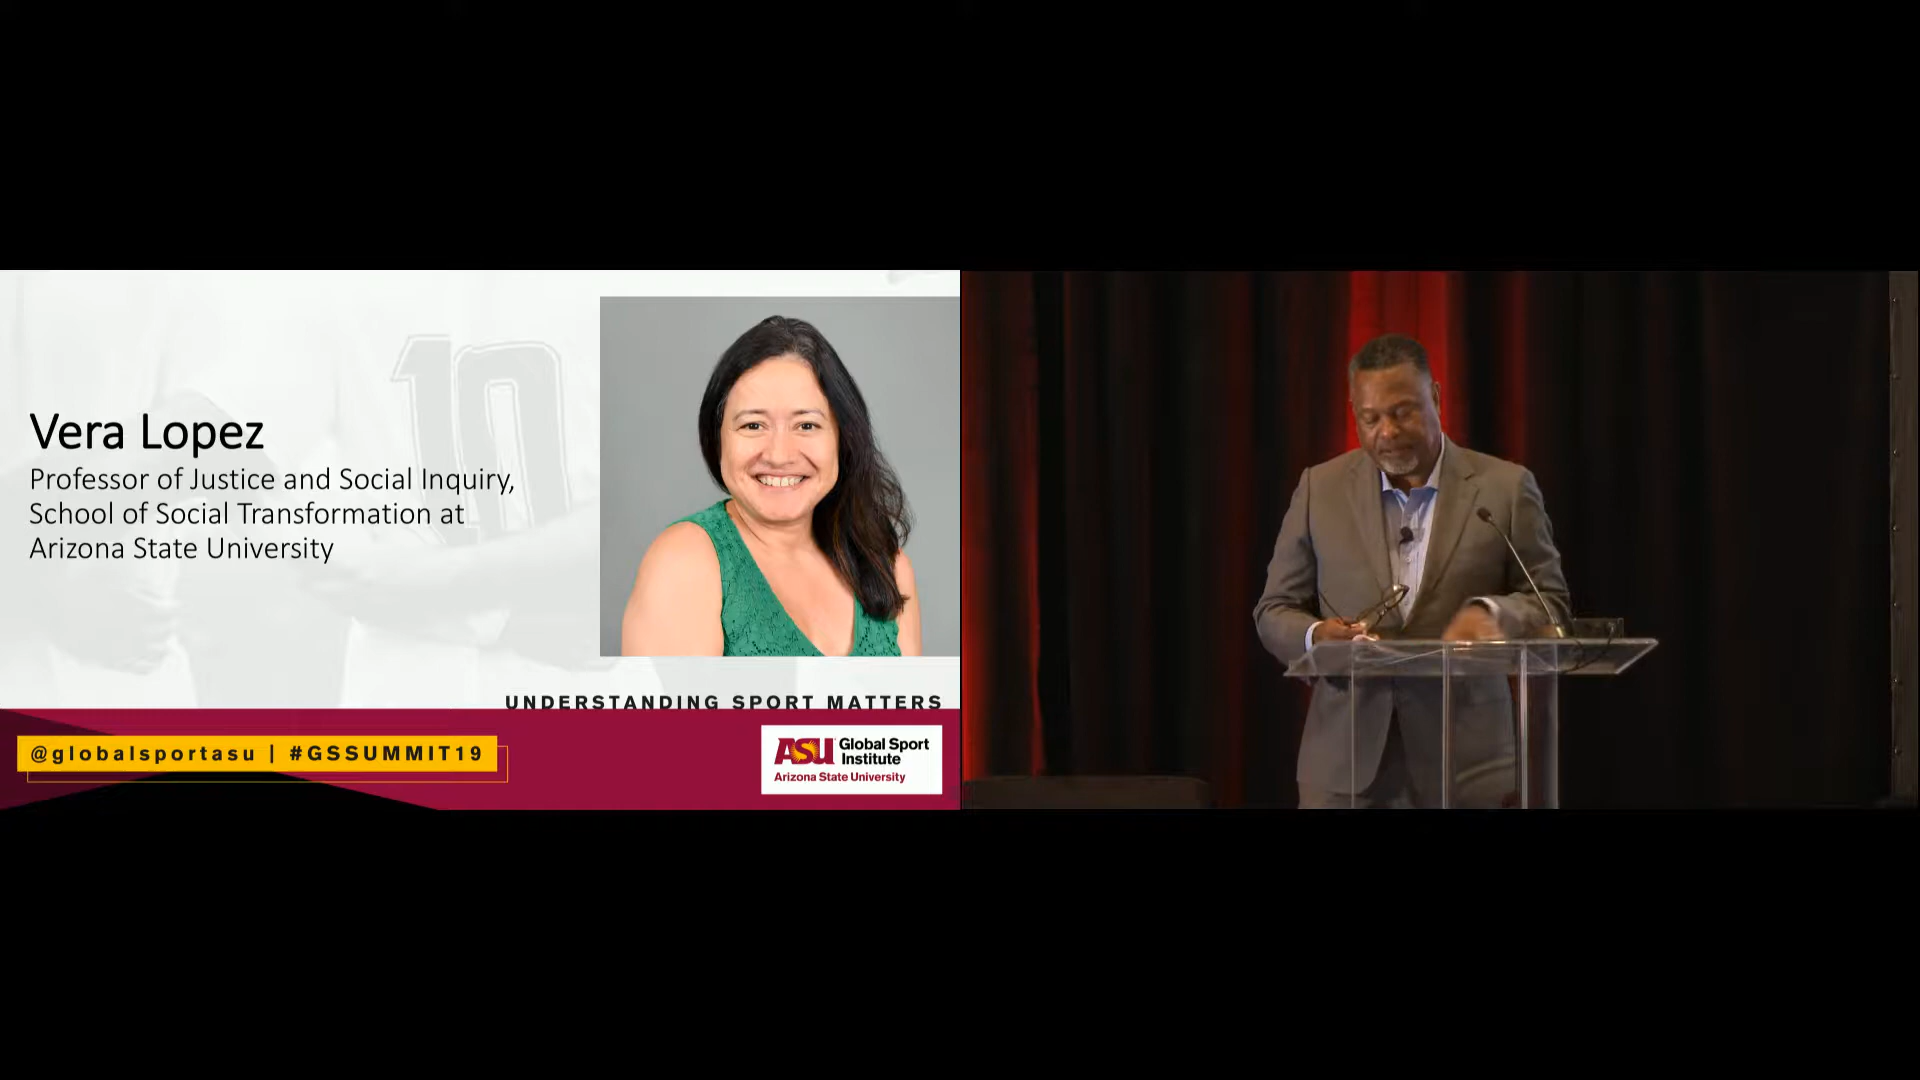 10
Vera Lopez
Professor of Justice and Social Inquiry,
School of Social Transformation at
Arizona State University
UNDERSTANDING SPORT MATTERS
@globalsportasu | #GSSUMMIT19
ASU Global Sport
Institute
Arizona State University